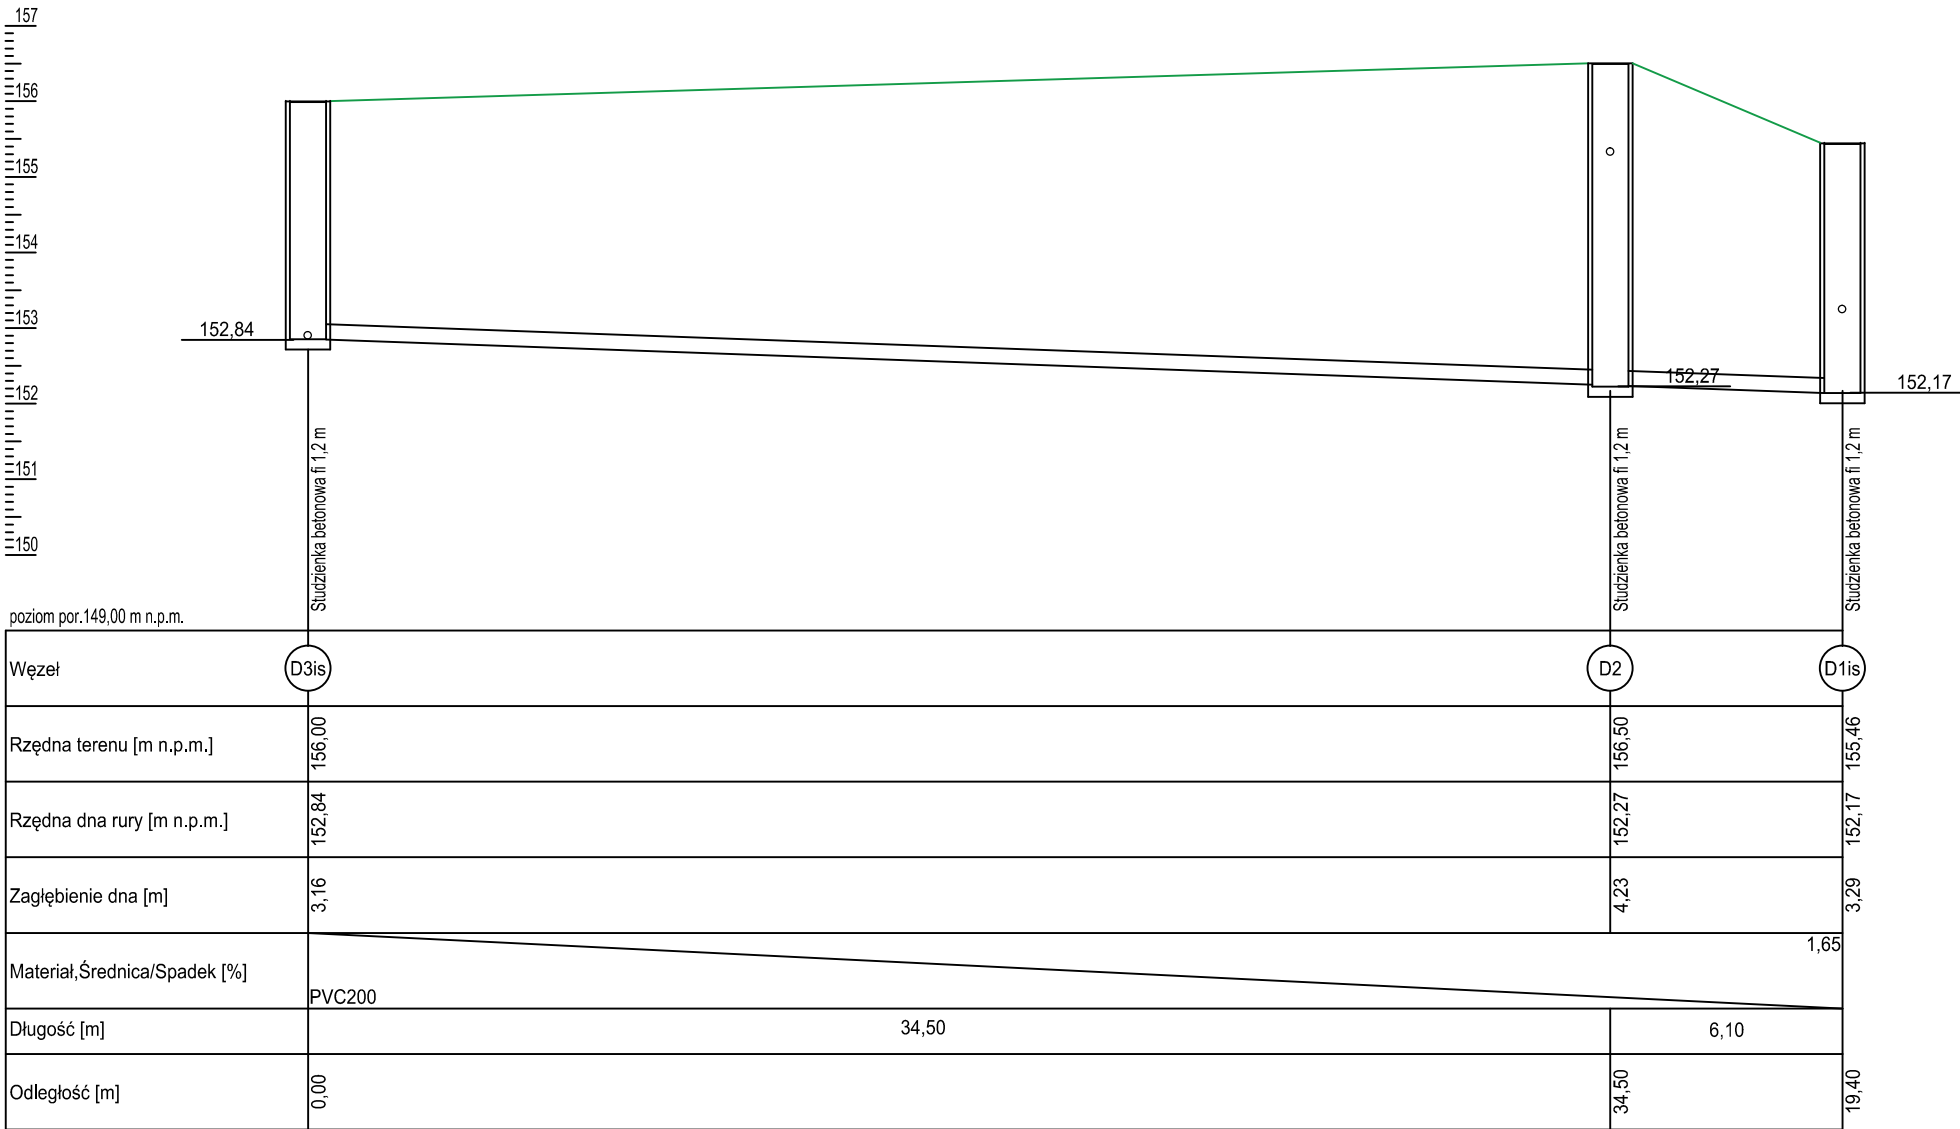 157
156
155
154
153
152
151
150
152,84
152,27
152,17
Studzienka betonowa fi 1,2 m
Studzienka betonowa fi 1,2 m
Studzienka betonowa fi 1,2 m
poziom por.149,00 m n.p.m.
Węzeł D3is D2 D1is
Rzędna terenu [m n.p.m.] 156,00 156,50 155,46
Rzędna dna rury [m n.p.m.] 152,84 152,27 152,17
Zagłębienie dna [m] 3,16 4,23 3,29
Materiał,Średnica/Spadek [%] PVC200 1,65
Długość [m] 34,50 6,10
Odległość [m] 0,00 34,50 19,40